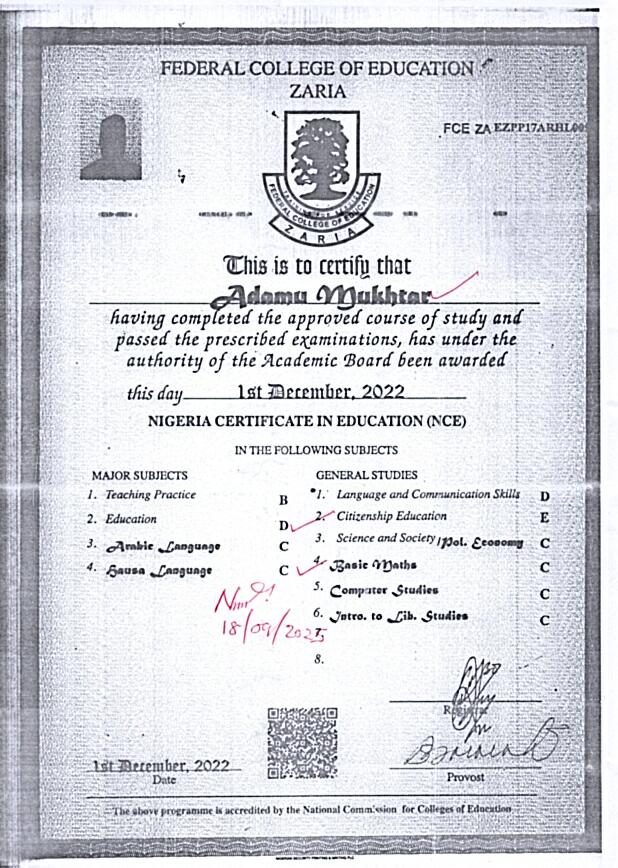 FEDERAL COLLEGE OF EDUCATION
ZARIA
FCE ZA EZPP17ARHL00
FEDERAL COLLEGE OF EDUCATION
ZARIA
This is to certify that
Adamu Mukhtar
having completed the approved course of study and
passed the prescribed examinations, has under the
authority of the Academic Board been awarded
this day 1st December, 2022
NIGERIA CERTIFICATE IN EDUCATION (NCE)
IN THE FOLLOWING SUBJECTS
MAJOR SUBJECTS
1. Teaching Practice B
2. Education D
3. Arabic Language C
4. Hausa Language C
GENERAL STUDIES
1. Language and Communication Skills D
2. Citizenship Education E
3. Science and Society/Pol. Economy C
4. Basic Maths C
5. Computer Studies C
6. Intro. to Lib. Studies C
7.
8.
18/09/2025
Registrar
1st December, 2022
Date
Provost
The above programme is accredited by the National Commission for Colleges of Education